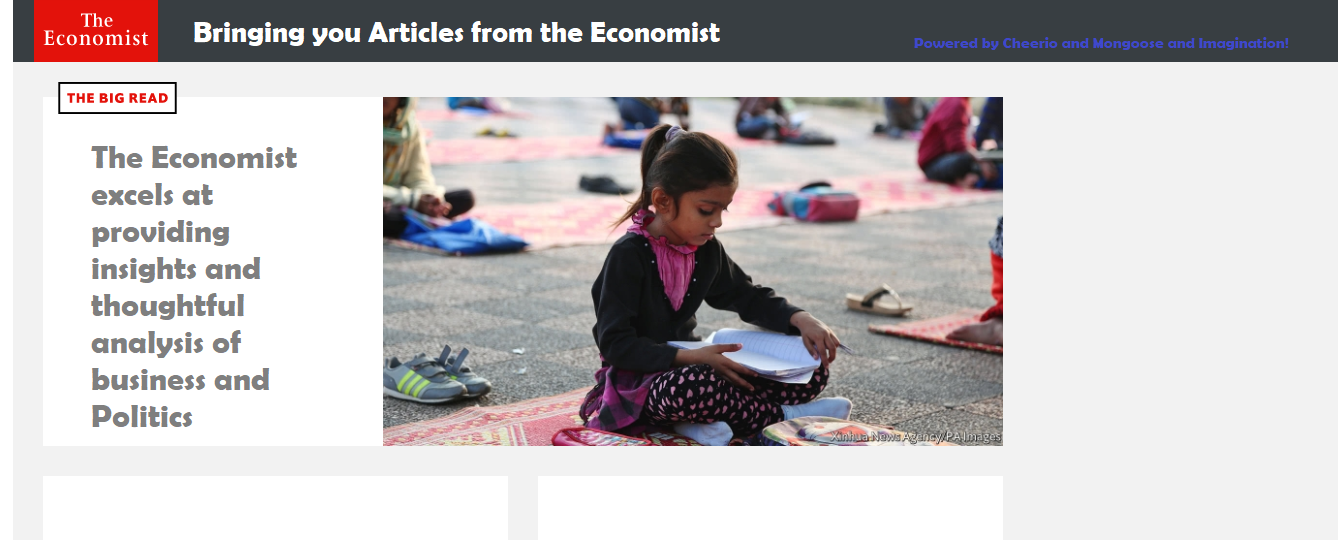 The
Economist
Bringing you Articles from the Economist
Powered by Cheerio and Mongoose and Imagination!
THE BIG READ
The Economist
excels at
providing
insights and
thoughtful
analysis of
business and
Politics
Xinhua News Agency/PA Images